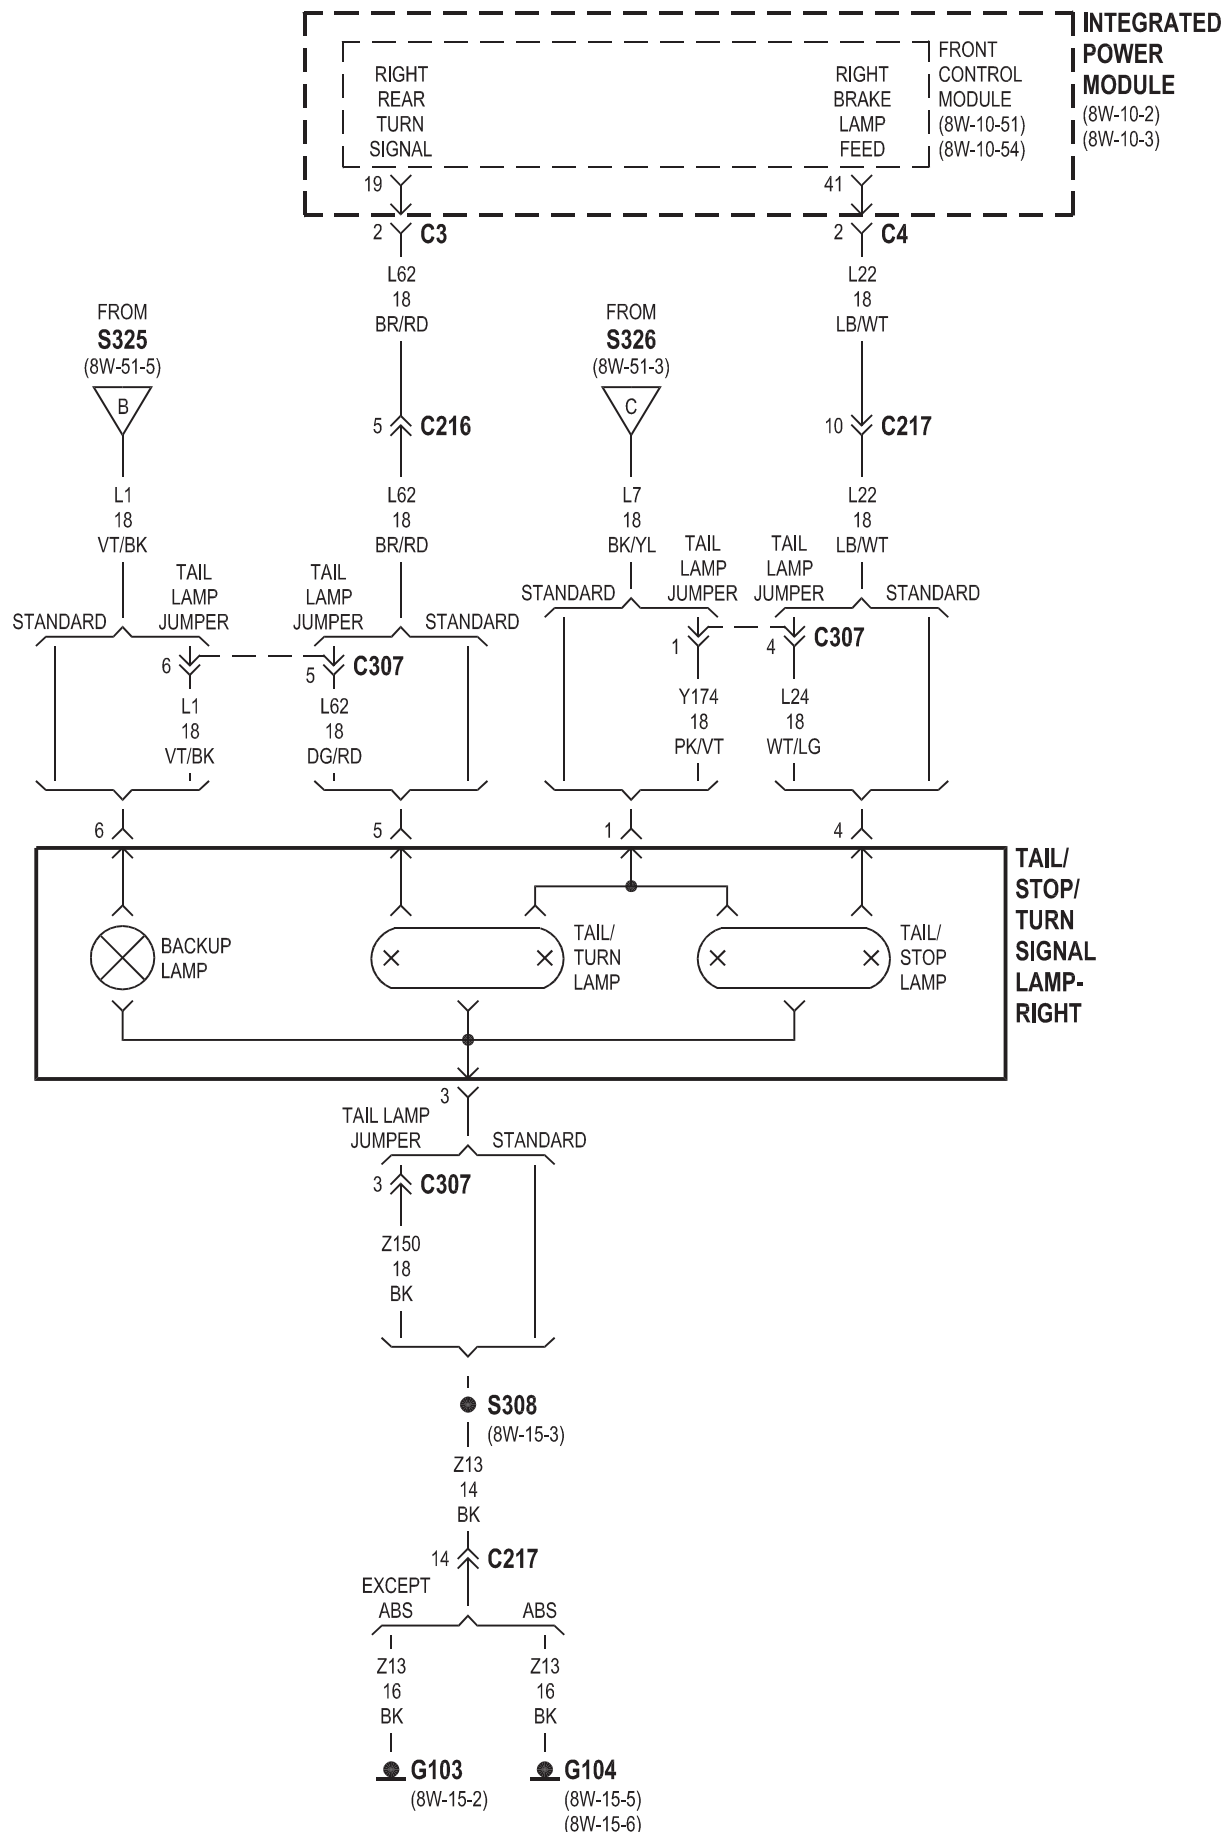 INTEGRATED
POWER
MODULE
(8W-10-2)
(8W-10-3)
FRONT
CONTROL
MODULE
(8W-10-51)
(8W-10-54)
RIGHT
REAR
TURN
SIGNAL
RIGHT
BRAKE
LAMP
FEED
19
41
2
C3
2
C4
L62
18
BR/RD
L22
18
LB/WT
FROM
S325
(8W-51-5)
B
FROM
S326
(8W-51-3)
C
5
C216
10
C217
L1
18
VT/BK
L62
18
BR/RD
L7
18
BK/YL
L22
18
LB/WT
STANDARD
TAIL
LAMP
JUMPER
TAIL
LAMP
JUMPER
STANDARD
STANDARD
TAIL
LAMP
JUMPER
TAIL
LAMP
JUMPER
STANDARD
6
5
C307
1
4
C307
L1
18
VT/BK
L62
18
DG/RD
Y174
18
PK/VT
L24
18
WT/LG
6
5
1
4
TAIL/
STOP/
TURN
SIGNAL
LAMP-
RIGHT
BACKUP
LAMP
TAIL/
TURN
LAMP
TAIL/
STOP
LAMP
3
TAIL LAMP
JUMPER
STANDARD
3
C307
Z150
18
BK
S308
(8W-15-3)
Z13
14
BK
14
C217
EXCEPT
ABS
ABS
Z13
16
BK
Z13
16
BK
G103
(8W-15-2)
G104
(8W-15-5)
(8W-15-6)